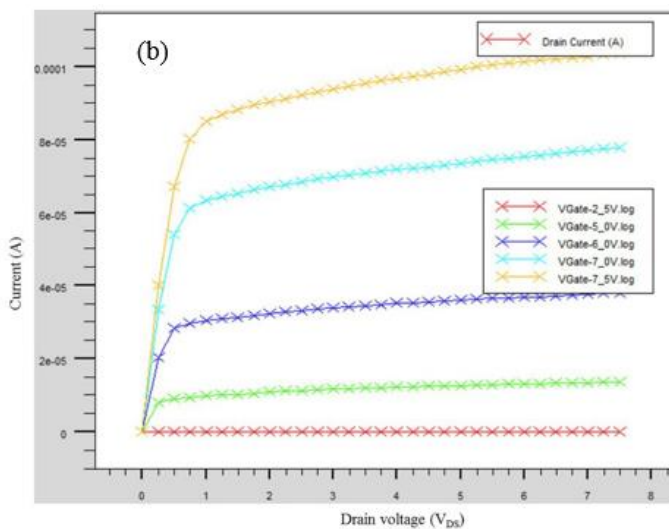 (b)
Drain Current (A)
0.0001
8e-05
6e-05
4e-05
2e-05
0
Current (A)
VGate-2_5V.log
VGate-5_0V.log
VGate-6_0V.log
VGate-7_0V.log
VGate-7_5V.log
0 1 2 3 4 5 6 7 8
Drain voltage (VDS)